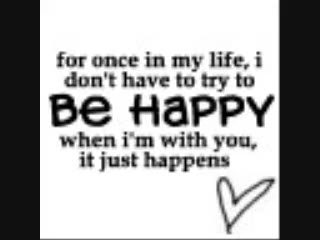 for once in my life, i
don't have to try to
Be HaPPY
when i'm with you,
it just happens